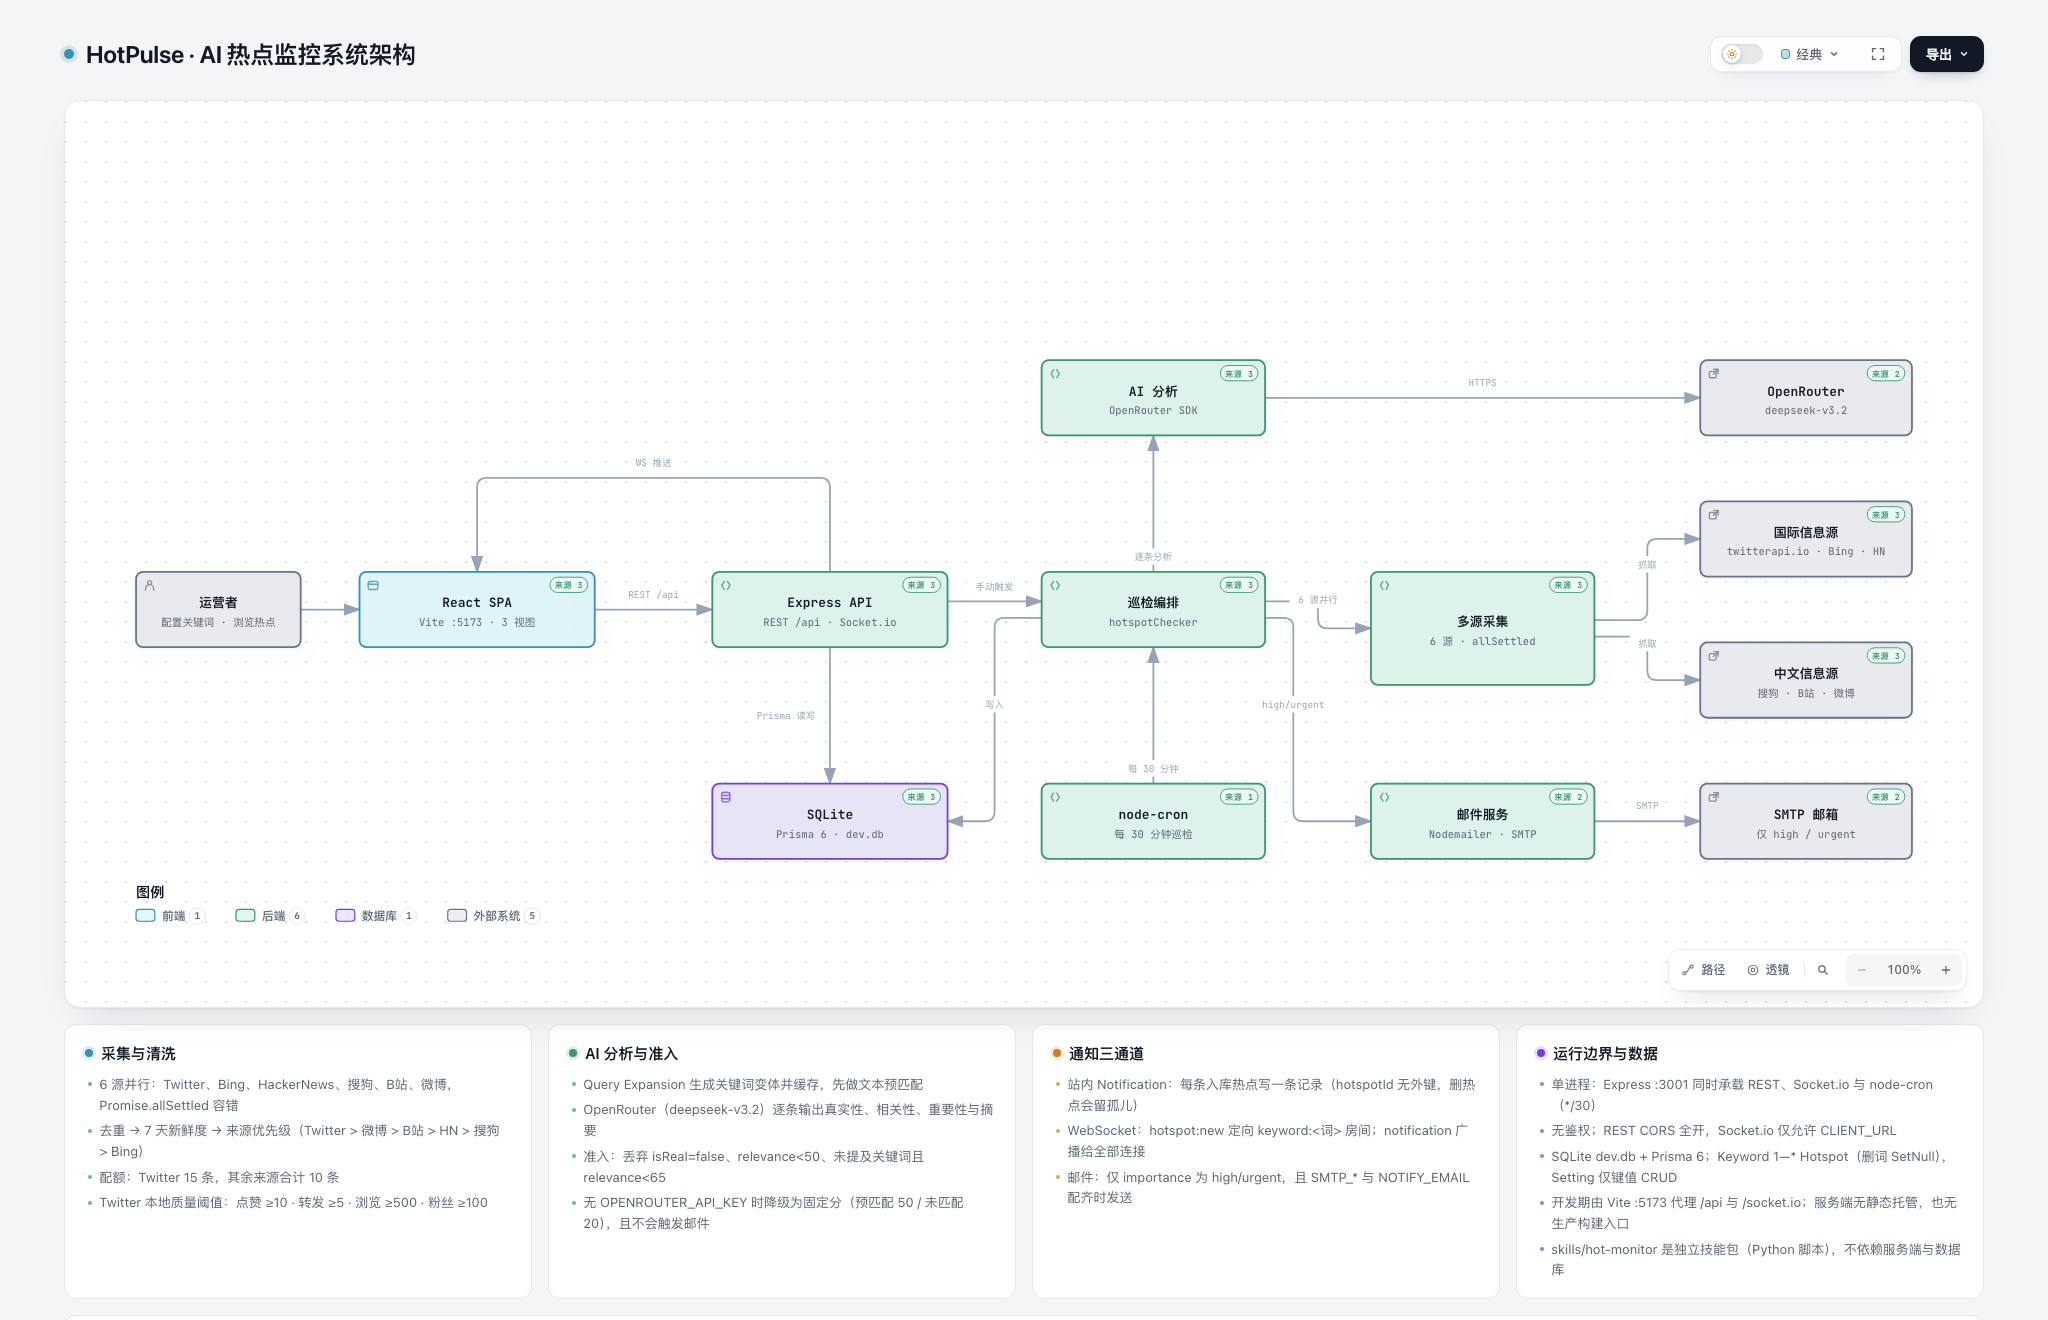 HotPulse · AI 热点监控系统架构
经典
导出
来源 3
AI 分析
OpenRouter SDK
HTTPS
来源 2
OpenRouter
deepseek-v3.2
WS 推送
来源 3
国际信息源
twitterapi.io · Bing · HN
逐条分析
抓取
运营者
配置关键词 · 浏览热点
来源 3
React SPA
Vite :5173 · 3 视图
REST /api
来源 3
Express API
REST /api · Socket.io
手动触发
来源 3
巡检编排
hotspotChecker
6 源并行
来源 3
多源采集
6 源 · allSettled
抓取
来源 3
中文信息源
搜狗 · B站 · 微博
Prisma 读写
写入
high/urgent
每 30 分钟
来源 3
SQLite
Prisma 6 · dev.db
来源 1
node-cron
每 30 分钟巡检
来源 2
邮件服务
Nodemailer · SMTP
SMTP
来源 2
SMTP 邮箱
仅 high / urgent
图例
前端 1
后端 6
数据库 1
外部系统 5
路径
透镜
100%
采集与清洗
6 源并行：Twitter、Bing、HackerNews、搜狗、B站、微博，
Promise.allSettled 容错
去重 → 7 天新鲜度 → 来源优先级（Twitter > 微博 > B站 > HN > 搜狗
> Bing）
配额：Twitter 15 条，其余来源合计 10 条
Twitter 本地质量阈值：点赞 ≥10 · 转发 ≥5 · 浏览 ≥500 · 粉丝 ≥100
AI 分析与准入
Query Expansion 生成关键词变体并缓存，先做文本预匹配
OpenRouter（deepseek-v3.2）逐条输出真实性、相关性、重要性与摘
要
准入：丢弃 isReal=false、relevance<50、未提及关键词且
relevance<65
无 OPENROUTER_API_KEY 时降级为固定分（预匹配 50 / 未匹配
20），且不会触发邮件
通知三通道
站内 Notification：每条入库热点写一条记录（hotspotId 无外键，删热
点会留孤儿）
WebSocket：hotspot:new 定向 keyword:<词> 房间；notification 广
播给全部连接
邮件：仅 importance 为 high/urgent，且 SMTP_* 与 NOTIFY_EMAIL
配齐时发送
运行边界与数据
单进程：Express :3001 同时承载 REST、Socket.io 与 node-cron
（*/30）
无鉴权；REST CORS 全开，Socket.io 仅允许 CLIENT_URL
SQLite dev.db + Prisma 6；Keyword 1—* Hotspot（删词 SetNull），
Setting 仅键值 CRUD
开发期由 Vite :5173 代理 /api 与 /socket.io；服务端无静态托管，也无
生产构建入口
skills/hot-monitor 是独立技能包（Python 脚本），不依赖服务端与数据
库